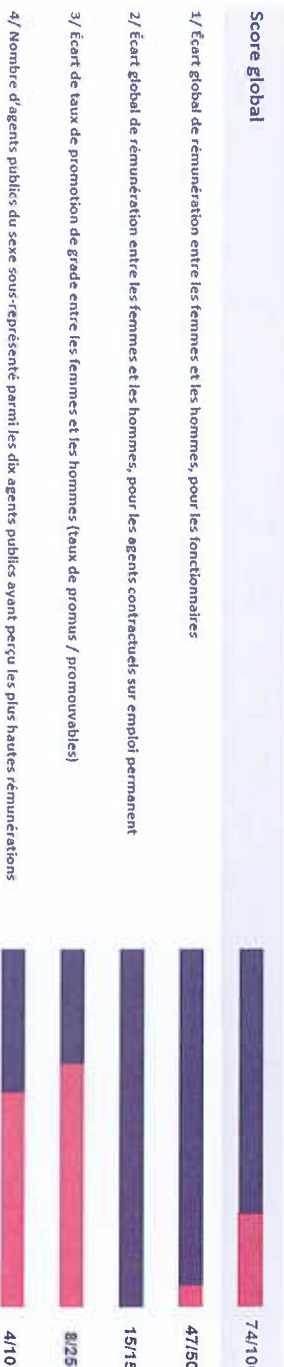 Score global
74/10
1/ Écart global de rémunération entre les femmes et les hommes, pour les fonctionnaires
47/50
2/ Écart global de rémunération entre les femmes et les hommes, pour les agents contractuels sur emploi permanent
15/15
3/ Écart de taux de promotion de grade entre les femmes et les hommes (taux de promus / promouvables)
8/25
4/ Nombre d'agents publics du sexe sous-représenté parmi les dix agents publics ayant perçu les plus hautes rémunérations
4/10